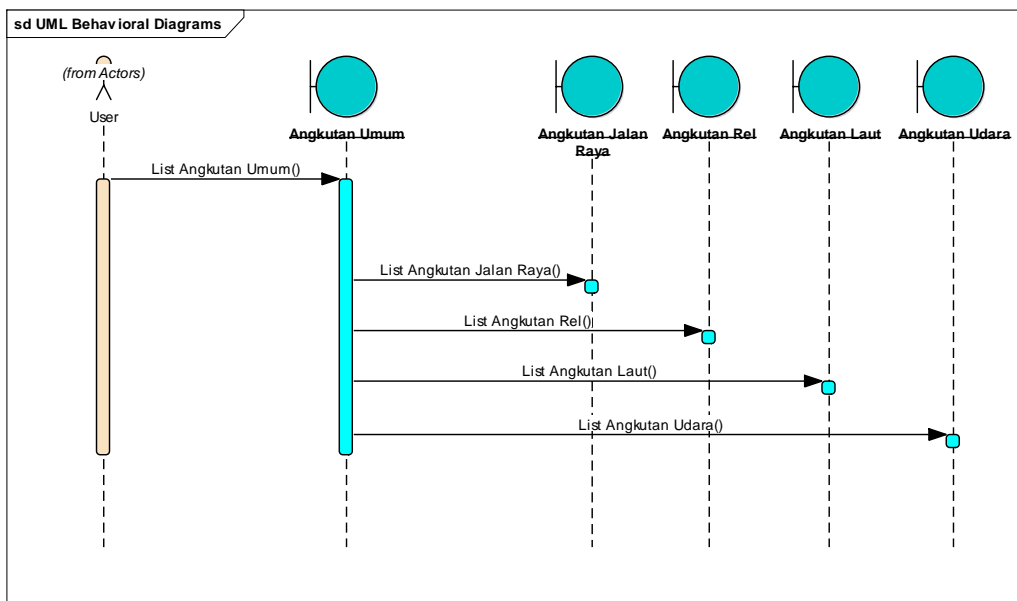 sd UML Behavioral Diagrams
(from Actors)
User
Angkutan Umum
Angkutan Jalan
Raya
Angkutan Rel
Angkutan Laut
Angkutan Udara
List Angkutan Umum()
List Angkutan Jalan Raya()
List Angkutan Rel()
List Angkutan Laut()
List Angkutan Udara()